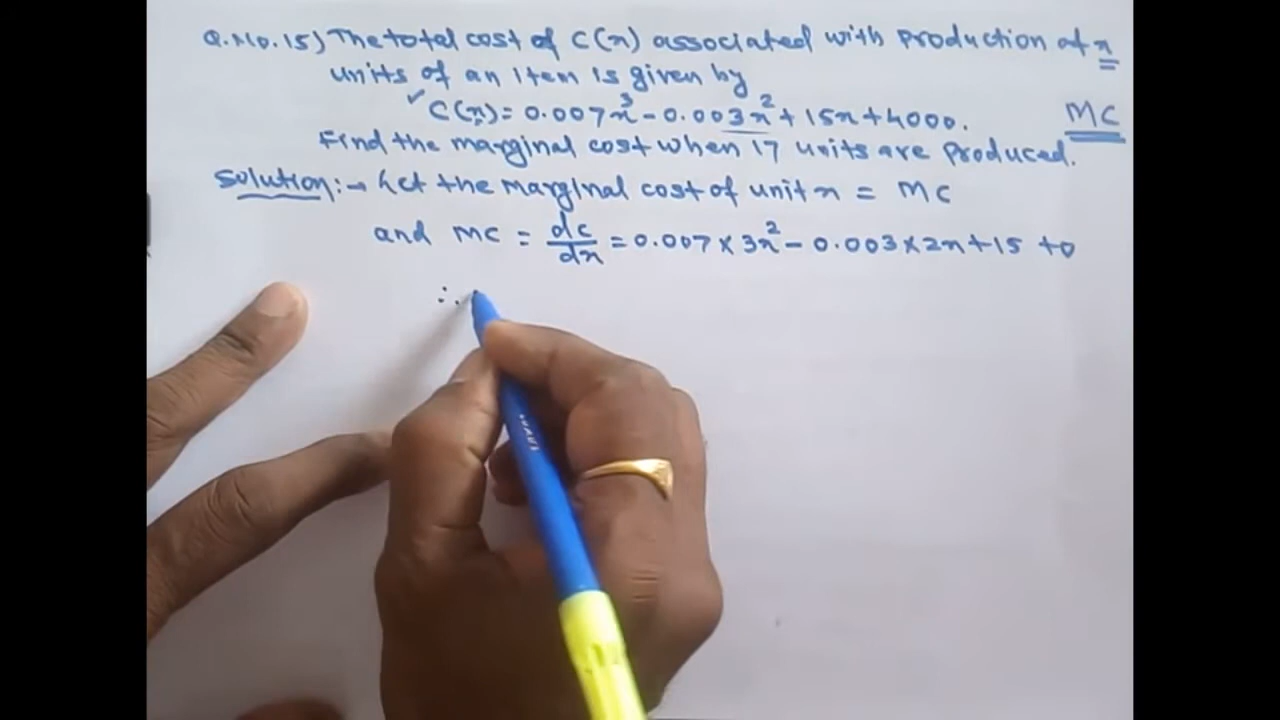 Q.No.15) The total cost of C(x) associated with production of x
units of an item is given by
✓ C(x) = 0.007x³ - 0.003x² + 15x + 4000.
MC
Find the marginal cost when 17 units are produced.
Solution:→ Let the marginal cost of unit x = MC
and MC = dc/dx = 0.007 × 3x² - 0.003 × 2x + 15 + 0
∴